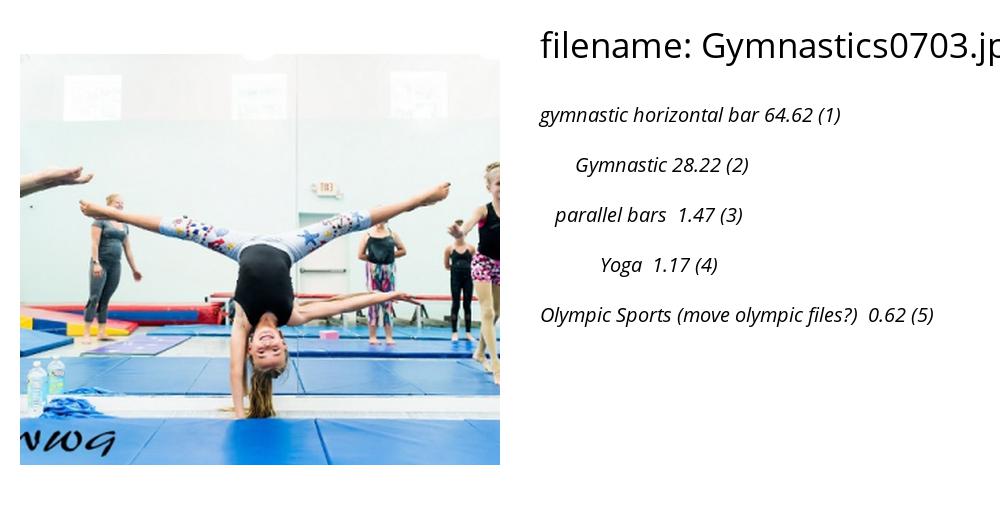 filename: Gymnastics0703.jp
gymnastic horizontal bar 64.62 (1)
Gymnastic 28.22 (2)
parallel bars 1.47 (3)
Yoga 1.17 (4)
Olympic Sports (move olympic files?) 0.62 (5)
nwg